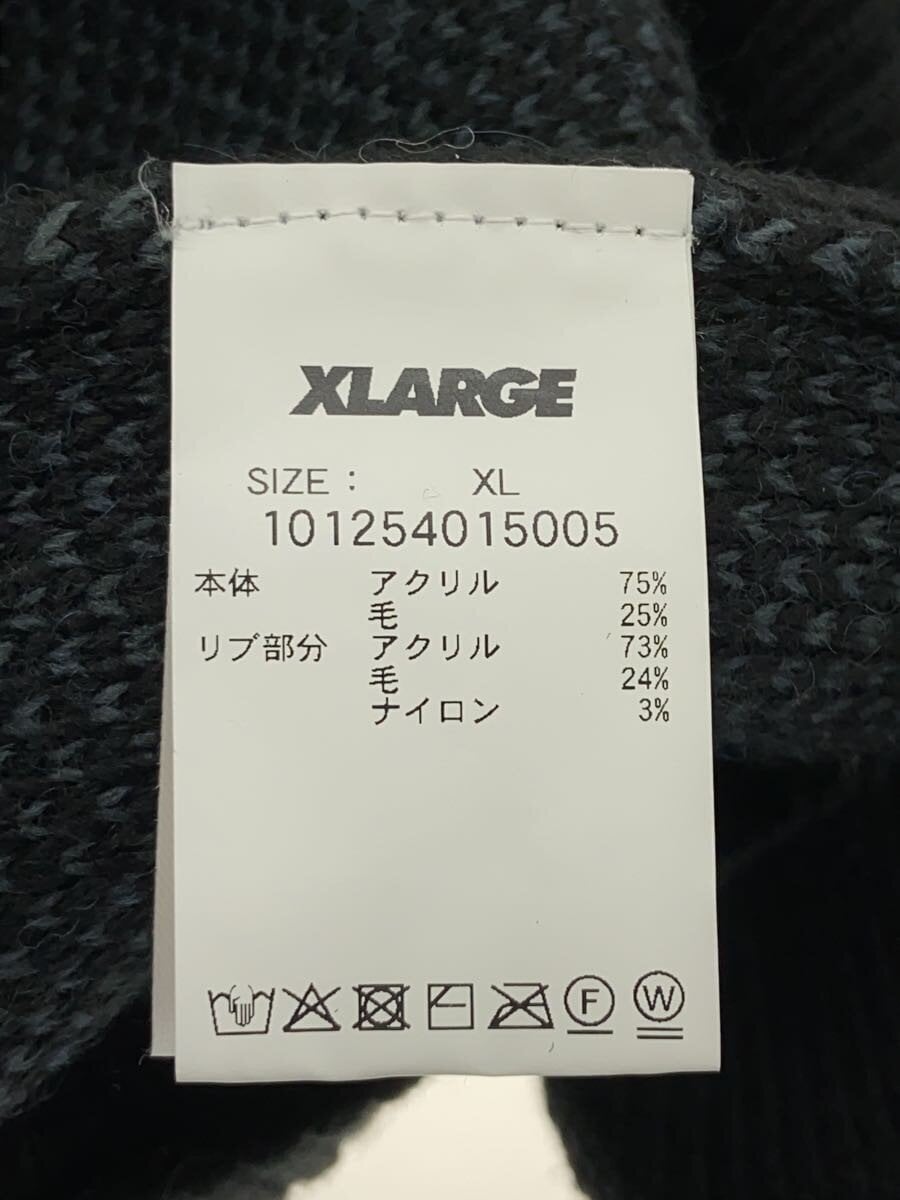 XLARGE
SIZE : XL
101254015005
本体 アクリル 75%
毛 25%
リブ部分 アクリル 73%
毛 24%
ナイロン 3%
F W